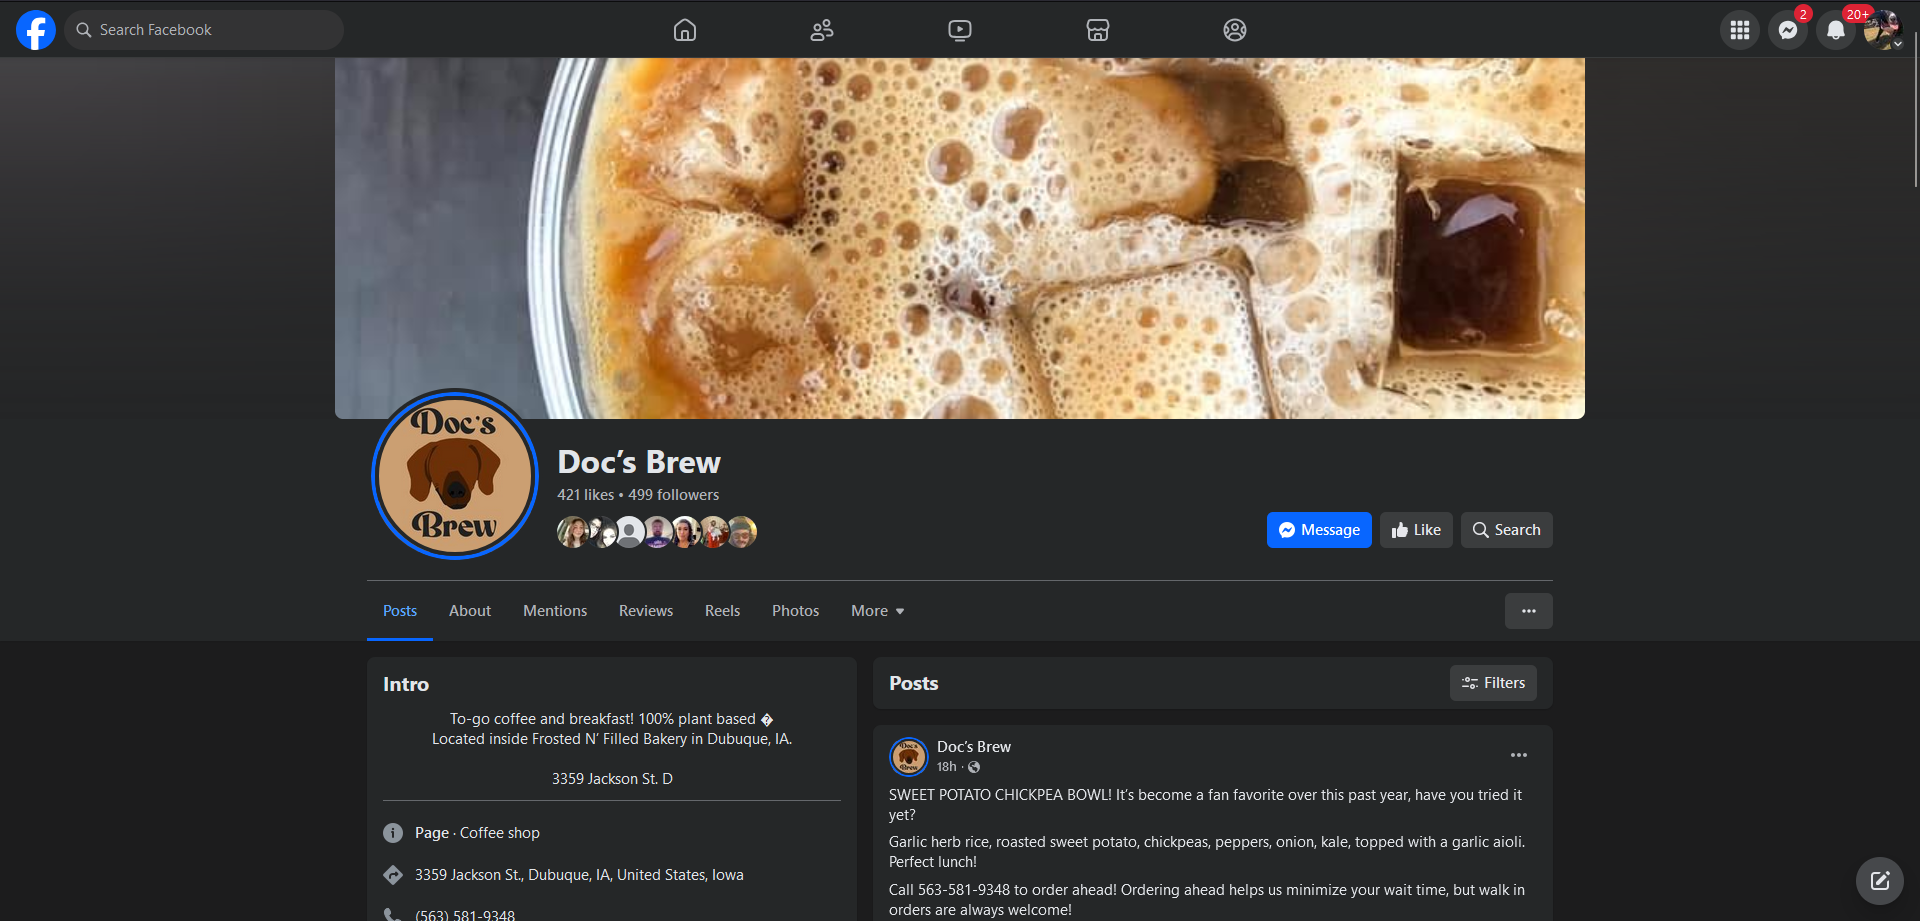 Search Facebook
2
20+
Doc's
Brew
Doc’s Brew
421 likes • 499 followers
Message
Like
Search
Posts
About
Mentions
Reviews
Reels
Photos
More
Intro
To-go coffee and breakfast! 100% plant based �
Located inside Frosted N’ Filled Bakery in Dubuque, IA.
3359 Jackson St. D
Page · Coffee shop
3359 Jackson St., Dubuque, IA, United States, Iowa
(563) 581-9348
Posts
Filters
Doc's
Brew
Doc’s Brew
18h ·
SWEET POTATO CHICKPEA BOWL! It’s become a fan favorite over this past year, have you tried it
yet?
Garlic herb rice, roasted sweet potato, chickpeas, peppers, onion, kale, topped with a garlic aioli.
Perfect lunch!
Call 563-581-9348 to order ahead! Ordering ahead helps us minimize your wait time, but walk in
orders are always welcome!